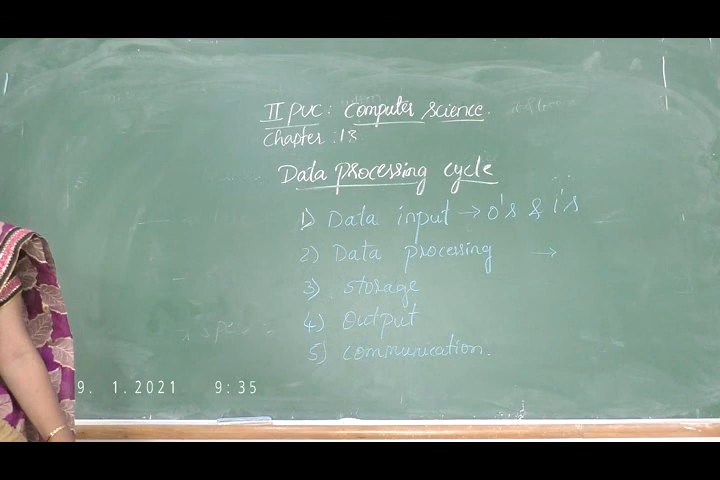 II PUC: Computer science.
Chapter: 13
Data processing cycle
1) Data input → 0's & 1's
2) Data processing →
3) storage
4) output
5) communication.
9. 1.2021 9:35